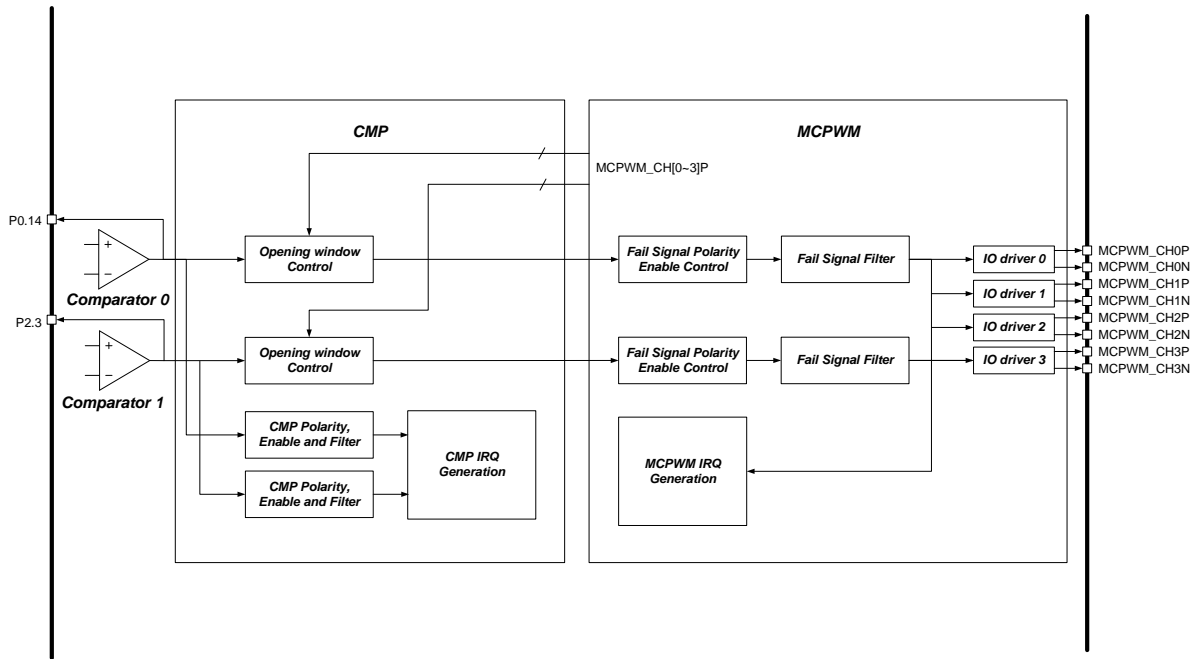 CMP
MCPWM
MCPWM_CH[0~3]P
P0.14
+
−
Comparator 0
Opening window
Control
Fail Signal Polarity
Enable Control
Fail Signal Filter
IO driver 0
IO driver 1
IO driver 2
IO driver 3
MCPWM_CH0P
MCPWM_CH0N
MCPWM_CH1P
MCPWM_CH1N
MCPWM_CH2P
MCPWM_CH2N
MCPWM_CH3P
MCPWM_CH3N
P2.3
+
−
Comparator 1
Opening window
Control
Fail Signal Polarity
Enable Control
Fail Signal Filter
CMP Polarity,
Enable and Filter
CMP Polarity,
Enable and Filter
CMP IRQ
Generation
MCPWM IRQ
Generation